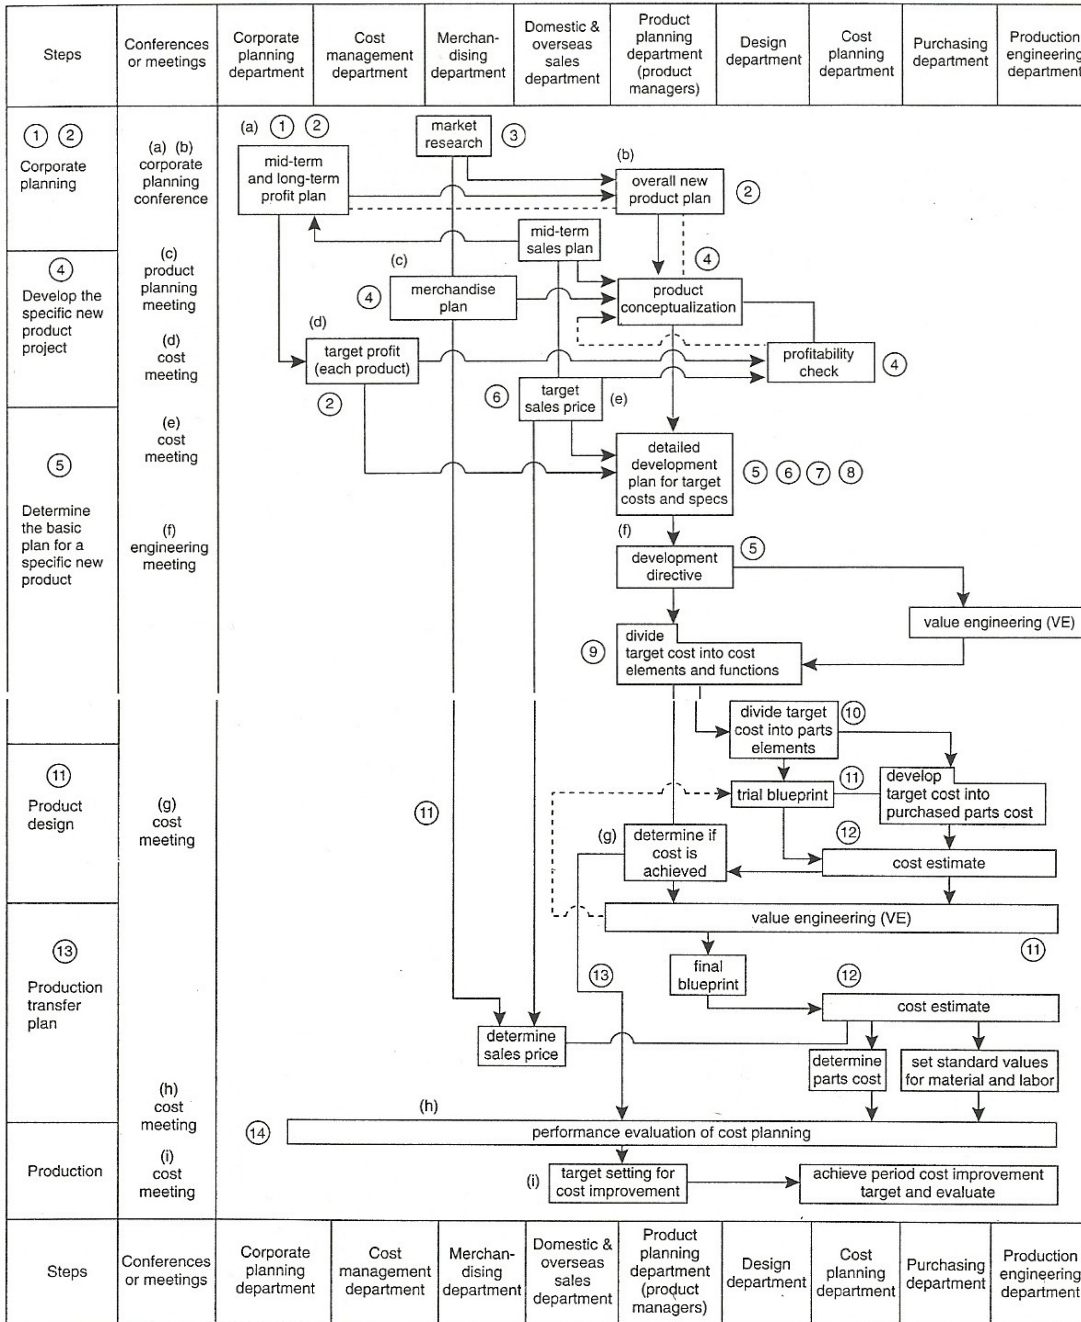 Steps
Conferences
or meetings
Corporate
planning
department
Cost
management
department
Merchan-
dising
department
Domestic &
overseas
sales
department
Product
planning
department
(product
managers)
Design
department
Cost
planning
department
Purchasing
department
Production
engineering
department
1 2
Corporate
planning
(a) (b)
corporate
planning
conference
(a) 1 2
mid-term
and long-term
profit plan
market
research
3
(b)
overall new
product plan
2
mid-term
sales plan
4
Develop the
specific new
product
project
(c)
product
planning
meeting
(c)
4
merchandise
plan
4
product
conceptualization
(d)
cost
meeting
(d)
target profit
(each product)
2
profitability
check
4
6
target
sales price
(e)
5
Determine
the basic
plan for a
specific new
product
(e)
cost
meeting
detailed
development
plan for target
costs and specs
5 6 7 8
(f)
engineering
meeting
(f)
development
directive
5
value engineering (VE)
9
divide
target cost into cost
elements and functions
divide target
cost into parts
elements
10
11
Product
design
(g)
cost
meeting
11
trial blueprint
11
develop
target cost into
purchased parts cost
(g)
determine if
cost is
achieved
12
cost estimate
value engineering (VE)
11
13
Production
transfer
plan
13
final
blueprint
12
cost estimate
determine
sales price
determine
parts cost
set standard values
for material and labor
(h)
cost
meeting
(h)
14
performance evaluation of cost planning
Production
(i)
cost
meeting
(i)
target setting for
cost improvement
achieve period cost improvement
target and evaluate
Steps
Conferences
or meetings
Corporate
planning
department
Cost
management
department
Merchan-
dising
department
Domestic &
overseas
sales
department
Product
planning
department
(product
managers)
Design
department
Cost
planning
department
Purchasing
department
Production
engineering
department